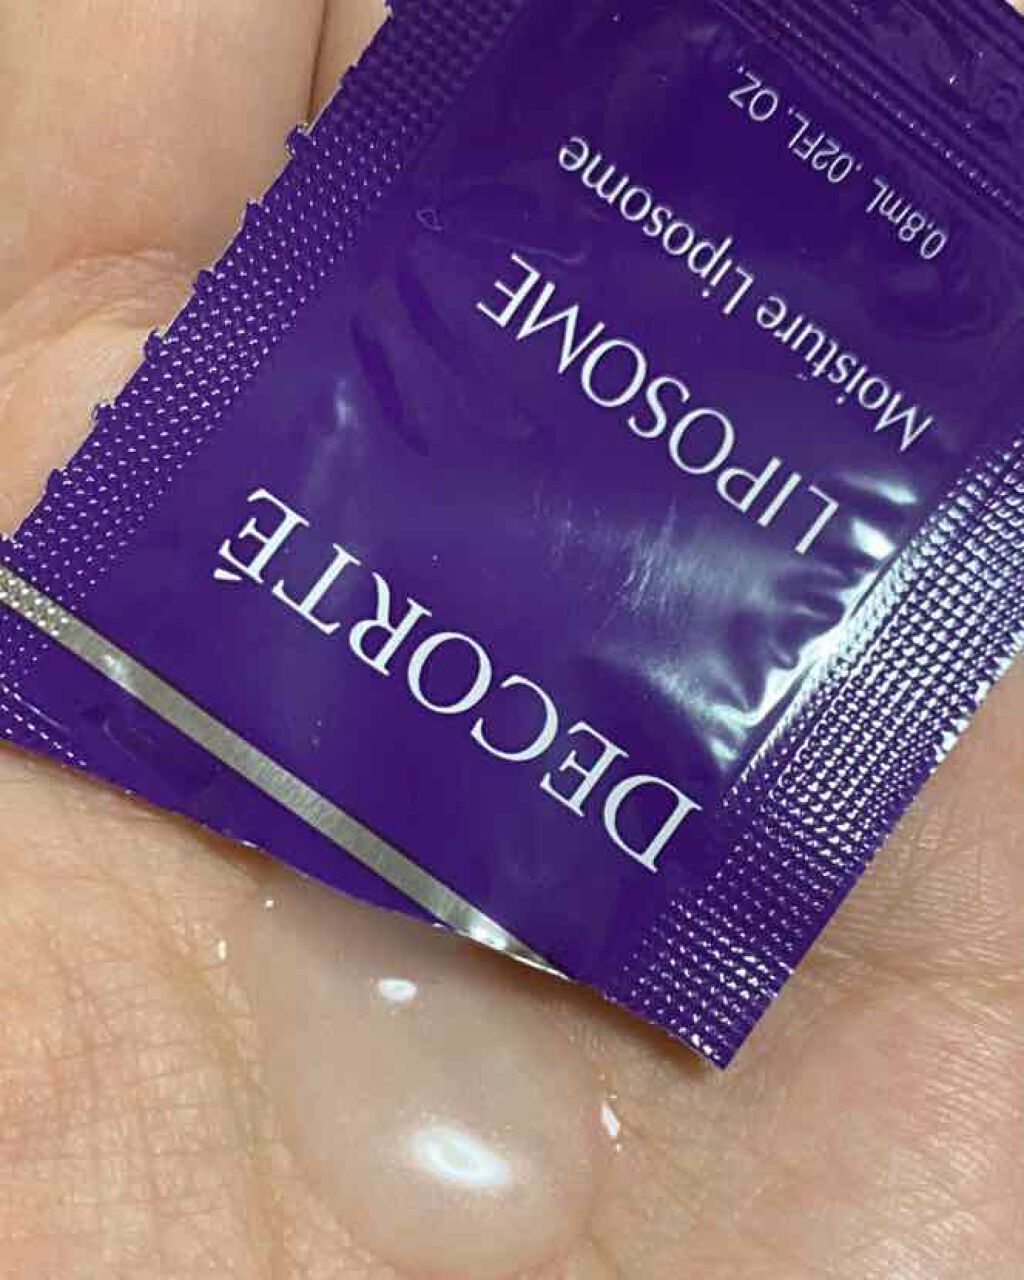 DECORTÉ
LIPOSOME
Moisture Liposome
0.8mL .02FL. OZ.